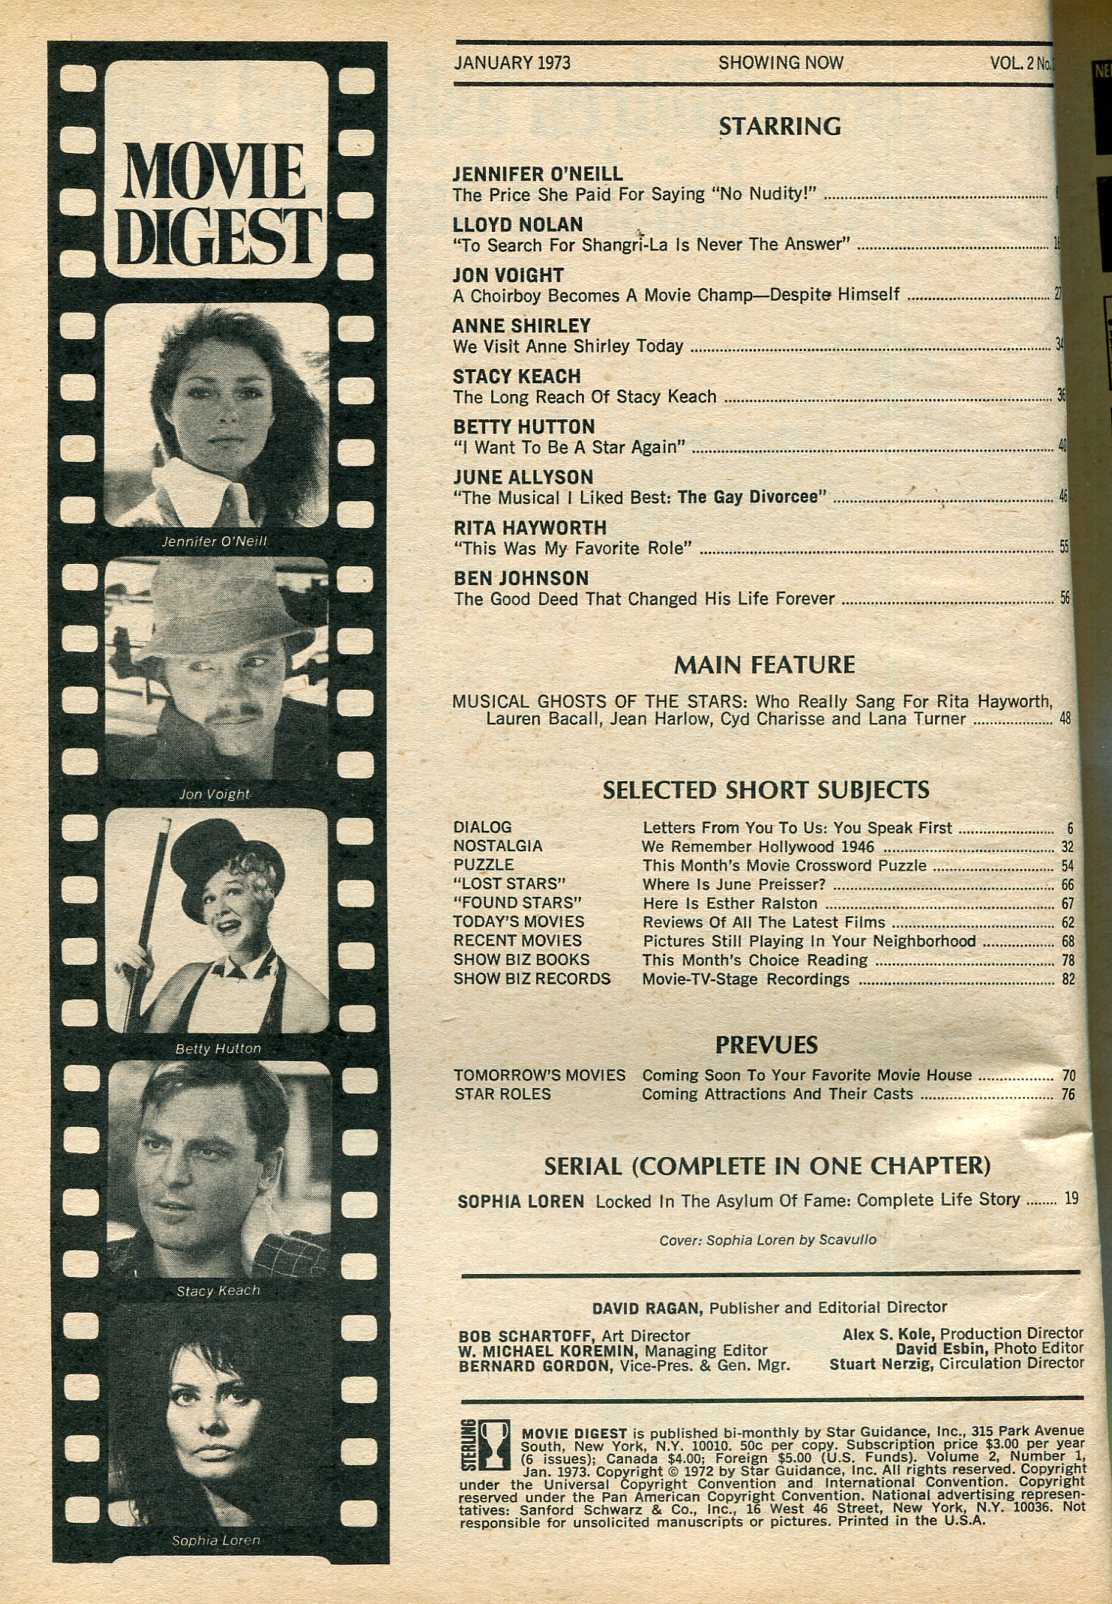 MOVIE
DIGEST
Jennifer O'Neill
Jon Voight
Betty Hutton
Stacy Keach
Sophia Loren
JANUARY 1973 SHOWING NOW VOL. 2 No.
STARRING
JENNIFER O'NEILL
The Price She Paid For Saying “No Nudity!”
LLOYD NOLAN
“To Search For Shangri-La Is Never The Answer”
JON VOIGHT
A Choirboy Becomes A Movie Champ—Despite Himself 27
ANNE SHIRLEY
We Visit Anne Shirley Today 34
STACY KEACH
The Long Reach Of Stacy Keach 36
BETTY HUTTON
“I Want To Be A Star Again”
JUNE ALLYSON
“The Musical I Liked Best: The Gay Divorcee” 46
RITA HAYWORTH
“This Was My Favorite Role” 55
BEN JOHNSON
The Good Deed That Changed His Life Forever 56
MAIN FEATURE
MUSICAL GHOSTS OF THE STARS: Who Really Sang For Rita Hayworth,
Lauren Bacall, Jean Harlow, Cyd Charisse and Lana Turner 48
SELECTED SHORT SUBJECTS
DIALOG Letters From You To Us: You Speak First 6
NOSTALGIA We Remember Hollywood 1946 32
PUZZLE This Month's Movie Crossword Puzzle 54
“LOST STARS” Where Is June Preisser? 66
“FOUND STARS” Here Is Esther Ralston 67
TODAY'S MOVIES Reviews Of All The Latest Films 62
RECENT MOVIES Pictures Still Playing In Your Neighborhood 68
SHOW BIZ BOOKS This Month's Choice Reading 78
SHOW BIZ RECORDS Movie-TV-Stage Recordings 82
PREVUES
TOMORROW'S MOVIES Coming Soon To Your Favorite Movie House 70
STAR ROLES Coming Attractions And Their Casts 76
SERIAL (COMPLETE IN ONE CHAPTER)
SOPHIA LOREN Locked In The Asylum Of Fame: Complete Life Story 19
Cover: Sophia Loren by Scavullo
DAVID RAGAN, Publisher and Editorial Director
BOB SCHARTOFF, Art Director Alex S. Kole, Production Director
W. MICHAEL KOREMIN, Managing Editor David Esbin, Photo Editor
BERNARD GORDON, Vice-Pres. & Gen. Mgr. Stuart Nerzig, Circulation Director
STERLING
MOVIE DIGEST is published bi-monthly by Star Guidance, Inc., 315 Park Avenue
South, New York, N.Y. 10010. 50c per copy. Subscription price $3.00 per year
(6 issues); Canada $4.00; Foreign $5.00 (U.S. Funds). Volume 2, Number 1,
Jan. 1973. Copyright © 1972 by Star Guidance, Inc. All rights reserved. Copyright
under the Universal Copyright Convention and International Convention. Copyright
reserved under the Pan American Copyright Convention. National advertising represen-
tatives: Sanford Schwarz & Co., Inc., 16 West 46 Street, New York, N.Y. 10036. Not
responsible for unsolicited manuscripts or pictures. Printed in the U.S.A.